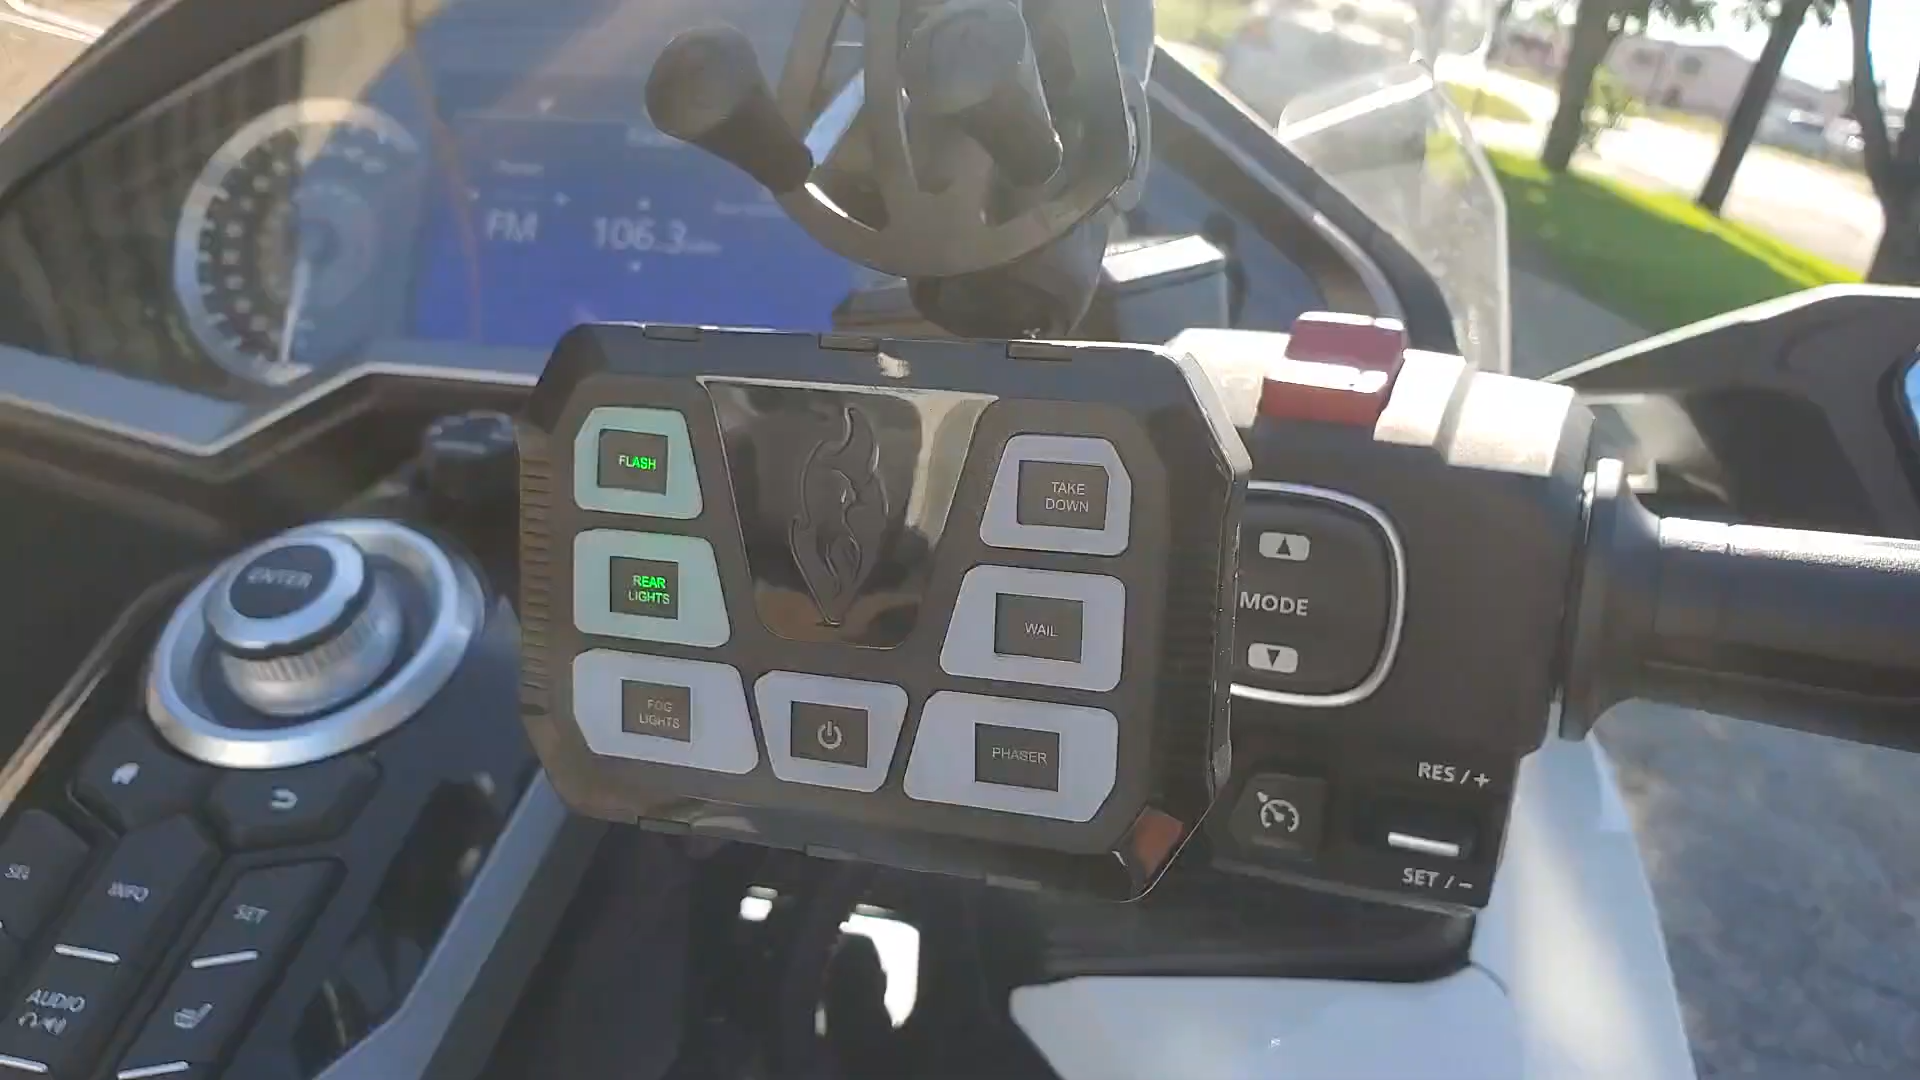 FM 106.3
FLASH
TAKE
DOWN
REAR
LIGHTS
WAIL
FOG
LIGHTS
PHASER
MODE
RES / +
SET / –
ENTER
SEL
INFO
SET
AUDIO